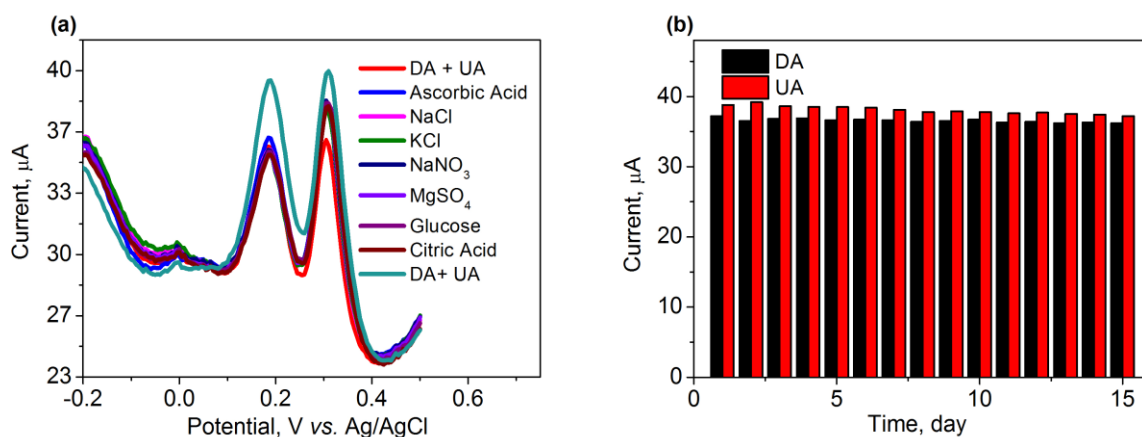 (a)
Current, μA
40
37
33
30
27
23
-0.2
0.0
0.2
0.4
0.6
Potential, V vs. Ag/AgCl
DA + UA
Ascorbic Acid
NaCl
KCl
NaNO3
MgSO4
Glucose
Citric Acid
DA+ UA
(b)
Current, μA
40
30
20
10
0
0
5
10
15
Time, day
DA
UA